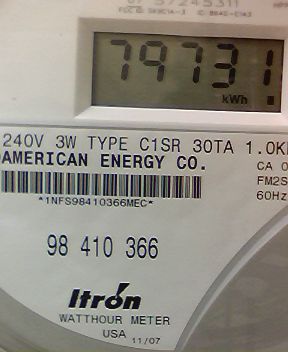 79731
kWh
240V 3W TYPE C1SR 30TA 1.0K
AMERICAN ENERGY CO.
CA 0
FM2S
*1NFS98410366MEC*
60Hz
98 410 366
Itron
WATTHOUR METER
USA 11/07